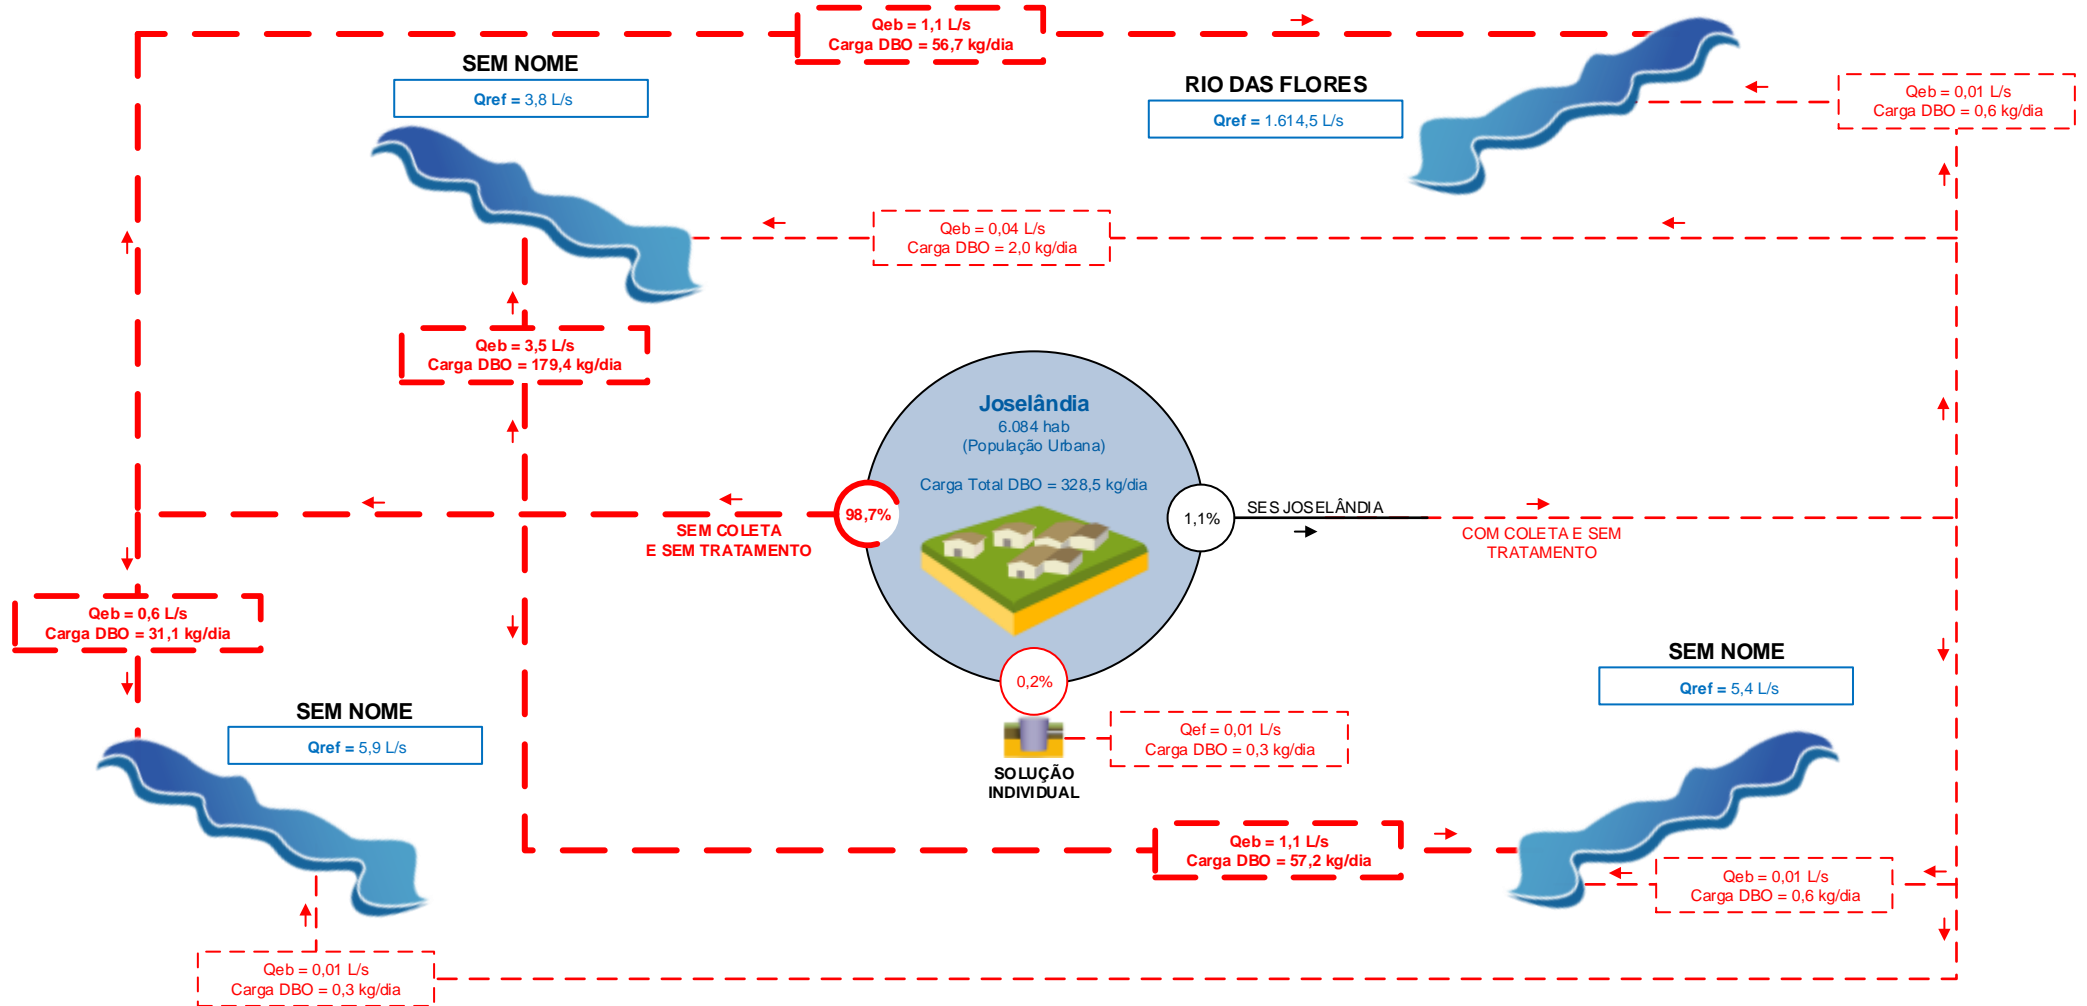 Qeb = 1,1 L/s
Carga DBO = 56,7 kg/dia
SEM NOME
Qref = 3,8 L/s
RIO DAS FLORES
Qref = 1.614,5 L/s
Qeb = 0,01 L/s
Carga DBO = 0,6 kg/dia
Qeb = 0,04 L/s
Carga DBO = 2,0 kg/dia
Qeb = 3,5 L/s
Carga DBO = 179,4 kg/dia
Joselândia
6.084 hab
(População Urbana)
Carga Total DBO = 328,5 kg/dia
98,7%
SEM COLETA
E SEM TRATAMENTO
1,1%
SES JOSELÂNDIA
COM COLETA E SEM
TRATAMENTO
Qeb = 0,6 L/s
Carga DBO = 31,1 kg/dia
0,2%
SOLUÇÃO
INDIVIDUAL
Qef = 0,01 L/s
Carga DBO = 0,3 kg/dia
SEM NOME
Qref = 5,4 L/s
SEM NOME
Qref = 5,9 L/s
Qeb = 1,1 L/s
Carga DBO = 57,2 kg/dia
Qeb = 0,01 L/s
Carga DBO = 0,6 kg/dia
Qeb = 0,01 L/s
Carga DBO = 0,3 kg/dia